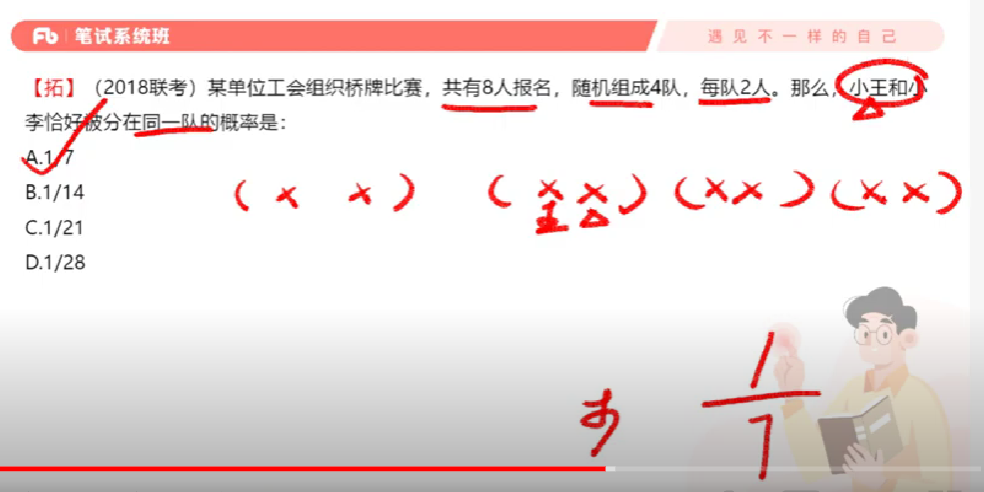 Fb 笔试系统班
遇见不一样的自己
【拓】（2018联考）某单位工会组织桥牌比赛，共有8人报名，随机组成4队，每队2人。那么，小王和小
李恰好被分在同一队的概率是：
A.1/7
B.1/14
C.1/21
D.1/28
(× ×) (××) (××) (××)
王
1
7